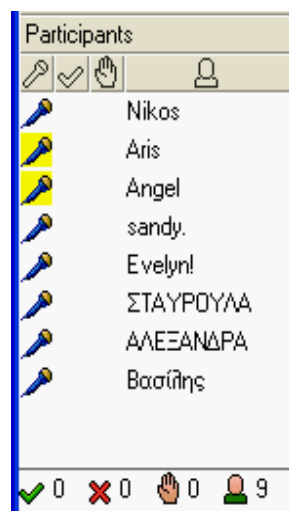 Participants
Nikos
Aris
Angel
sandy.
Evelyn!
ΣΤΑΥΡΟΥΛΑ
ΑΛΕΞΑΝΔΡΑ
Βασίλης
0 0 0 9